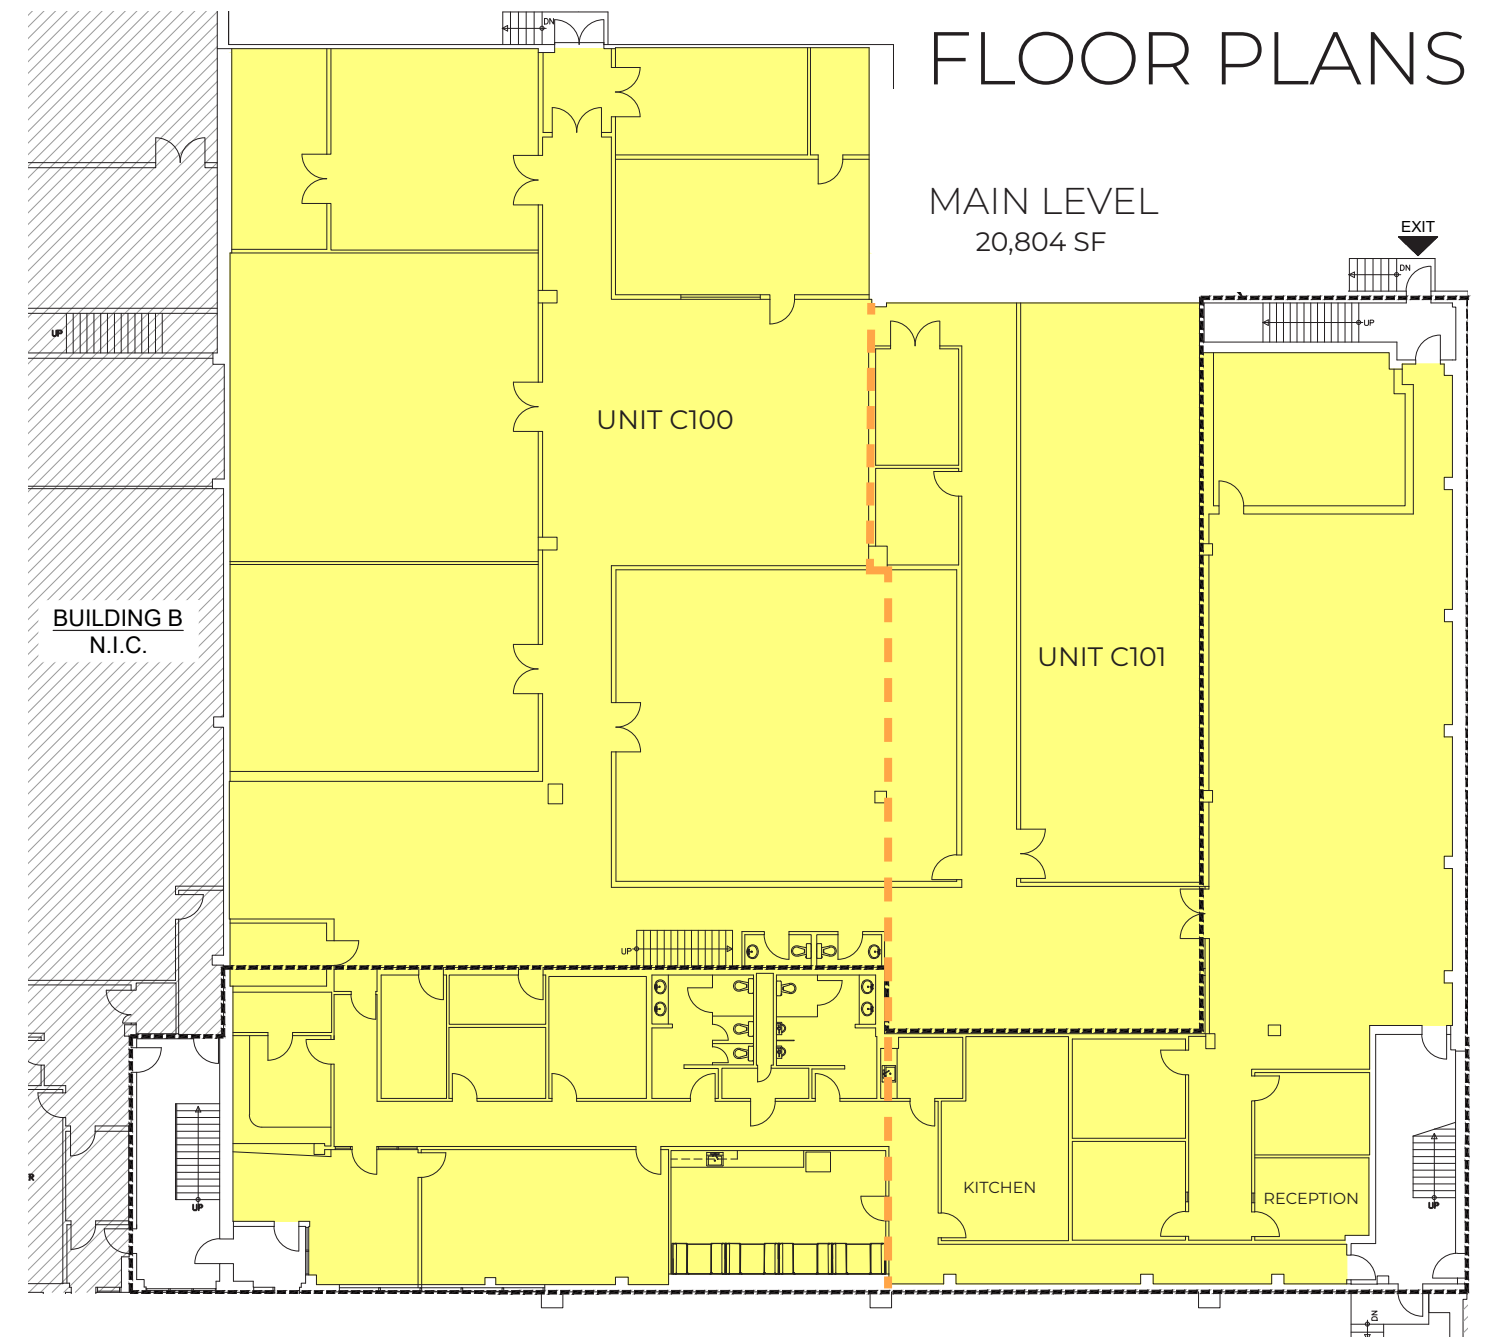 FLOOR PLANS
DN
MAIN LEVEL
20,804 SF
EXIT
DN
UP
UP
UNIT C100
BUILDING B
N.I.C.
UNIT C101
UP
KITCHEN
RECEPTION
R
UP
UP
DN